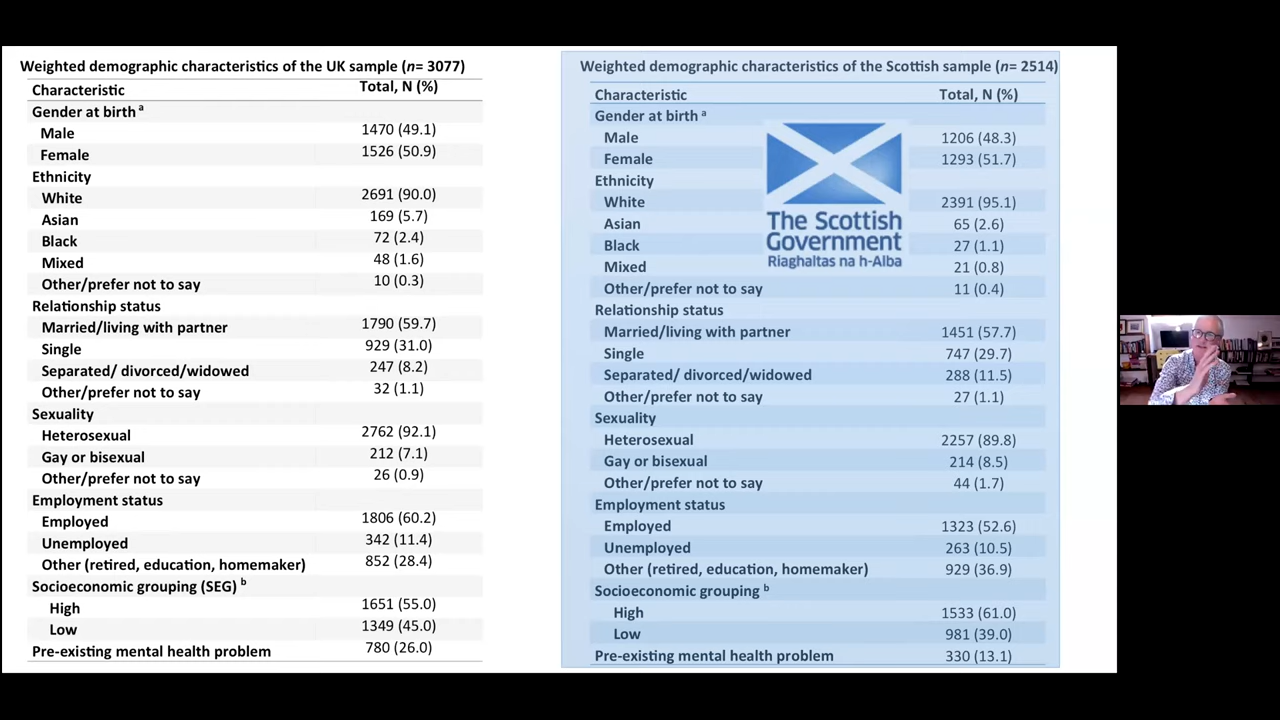 Weighted demographic characteristics of the UK sample (n= 3077)
Characteristic Total, N (%)
Gender at birth a
Male 1470 (49.1)
Female 1526 (50.9)
Ethnicity
White 2691 (90.0)
Asian 169 (5.7)
Black 72 (2.4)
Mixed 48 (1.6)
Other/prefer not to say 10 (0.3)
Relationship status
Married/living with partner 1790 (59.7)
Single 929 (31.0)
Separated/ divorced/widowed 247 (8.2)
Other/prefer not to say 32 (1.1)
Sexuality
Heterosexual 2762 (92.1)
Gay or bisexual 212 (7.1)
Other/prefer not to say 26 (0.9)
Employment status
Employed 1806 (60.2)
Unemployed 342 (11.4)
Other (retired, education, homemaker) 852 (28.4)
Socioeconomic grouping (SEG) b
High 1651 (55.0)
Low 1349 (45.0)
Pre-existing mental health problem 780 (26.0)
Weighted demographic characteristics of the Scottish sample (n= 2514)
Characteristic Total, N (%)
Gender at birth a
Male 1206 (48.3)
Female 1293 (51.7)
Ethnicity
White 2391 (95.1)
Asian 65 (2.6)
Black 27 (1.1)
Mixed 21 (0.8)
Other/prefer not to say 11 (0.4)
Relationship status
Married/living with partner 1451 (57.7)
Single 747 (29.7)
Separated/ divorced/widowed 288 (11.5)
Other/prefer not to say 27 (1.1)
Sexuality
Heterosexual 2257 (89.8)
Gay or bisexual 214 (8.5)
Other/prefer not to say 44 (1.7)
Employment status
Employed 1323 (52.6)
Unemployed 263 (10.5)
Other (retired, education, homemaker) 929 (36.9)
Socioeconomic grouping b
High 1533 (61.0)
Low 981 (39.0)
Pre-existing mental health problem 330 (13.1)
The Scottish
Government
Riaghaltas na h-Alba